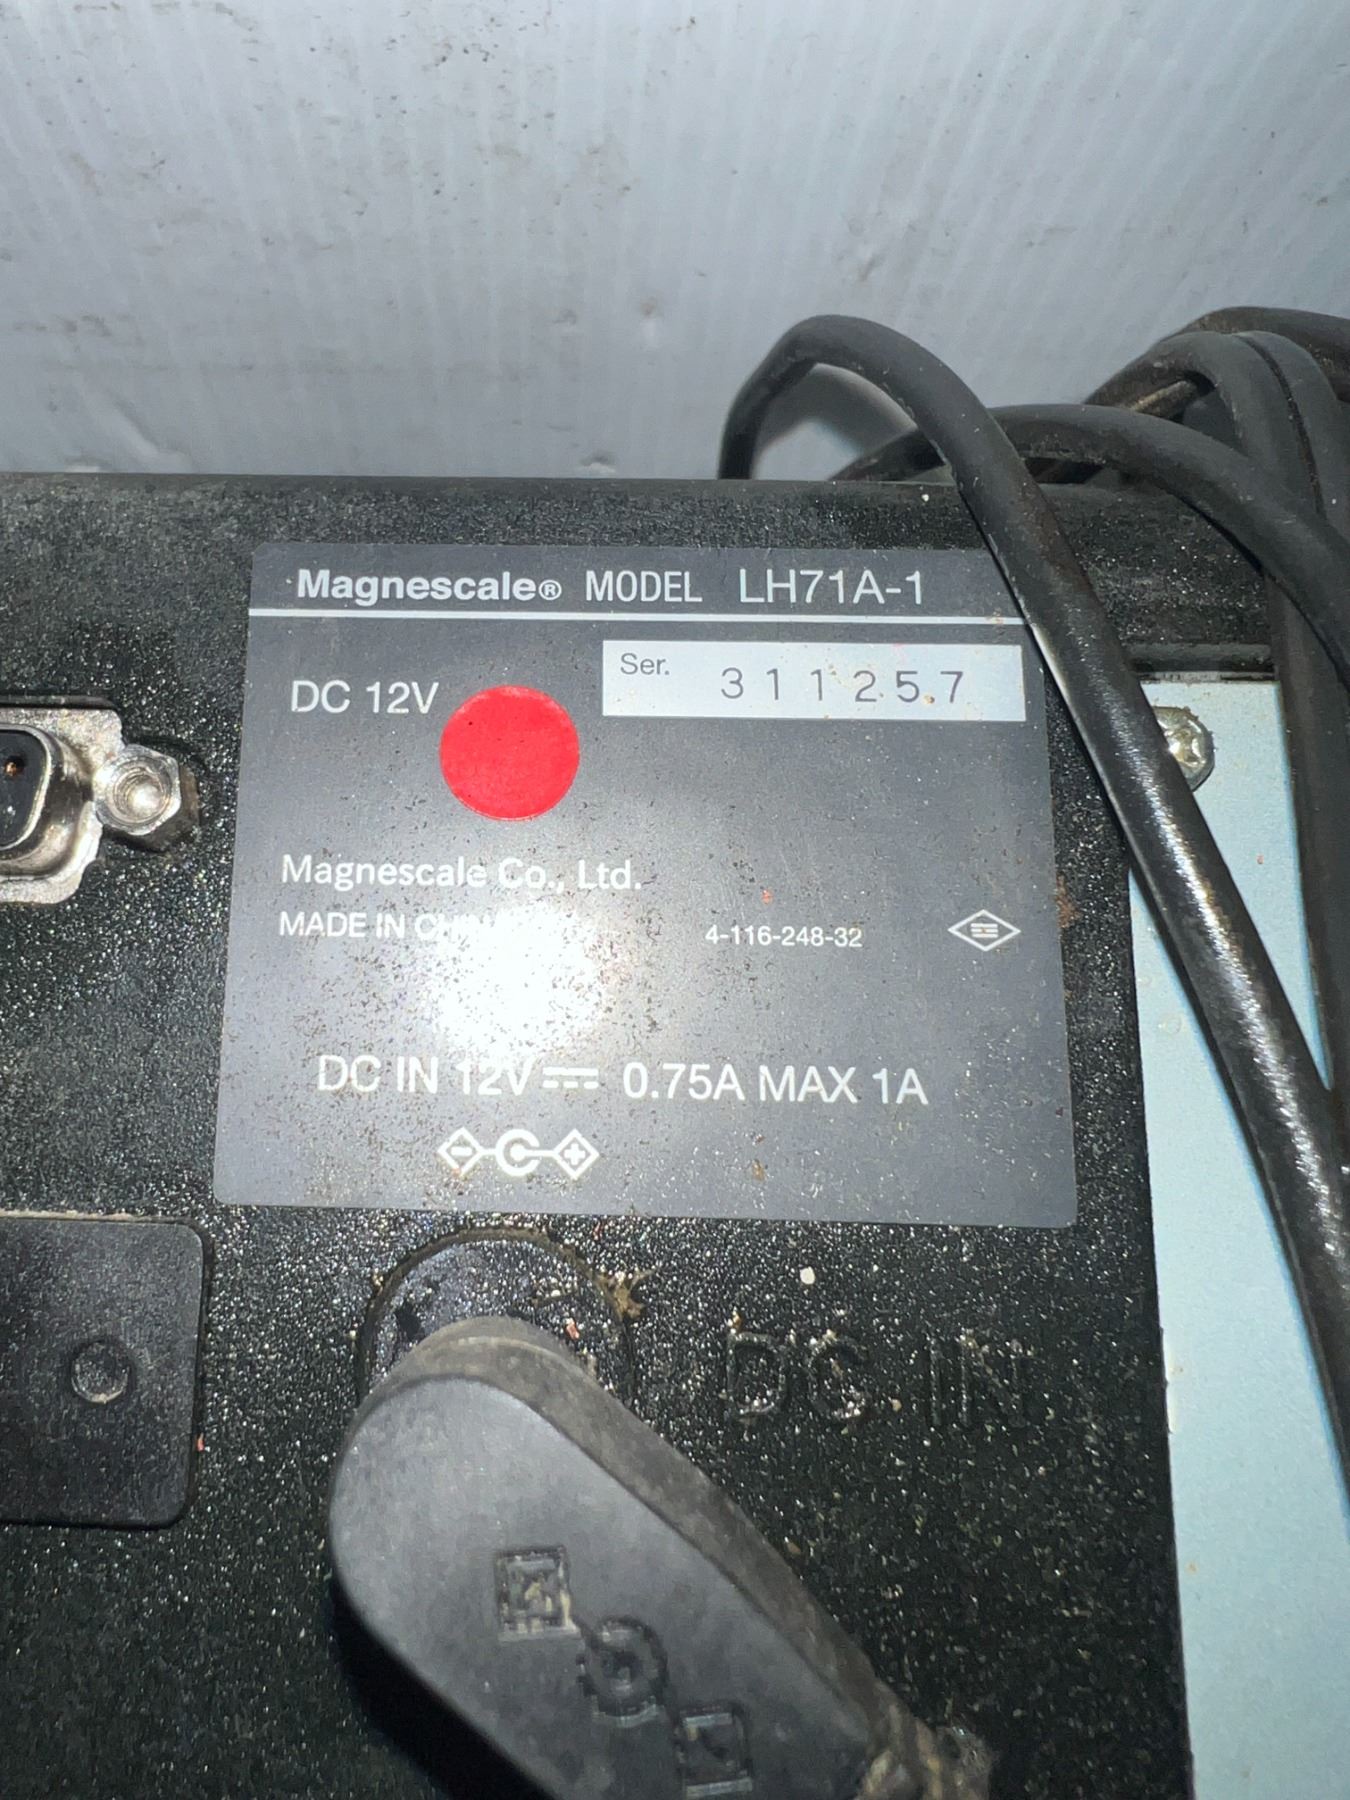 Magnescale® MODEL LH71A-1
Ser. 311257
DC 12V
Magnescale Co., Ltd.
MADE IN CHINA
4-116-248-32
DC IN 12V⎓ 0.75A MAX 1A
DC IN